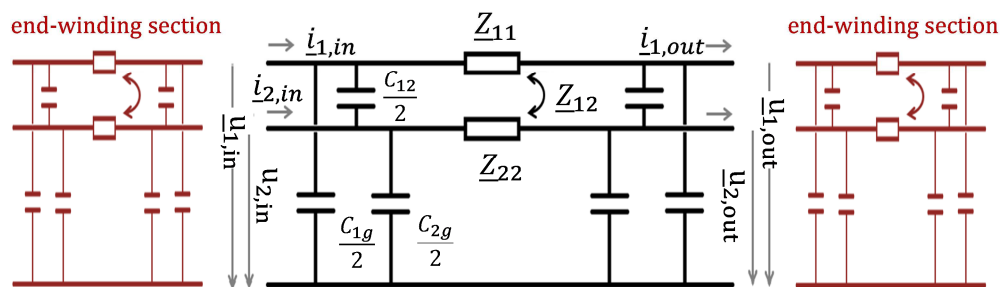 end-winding section
i1,in
Z11
i1,out
end-winding section
i2,in
C12
2
Z12
u1,in
u1,out
Z22
u2,in
u2,out
C1g
2
C2g
2